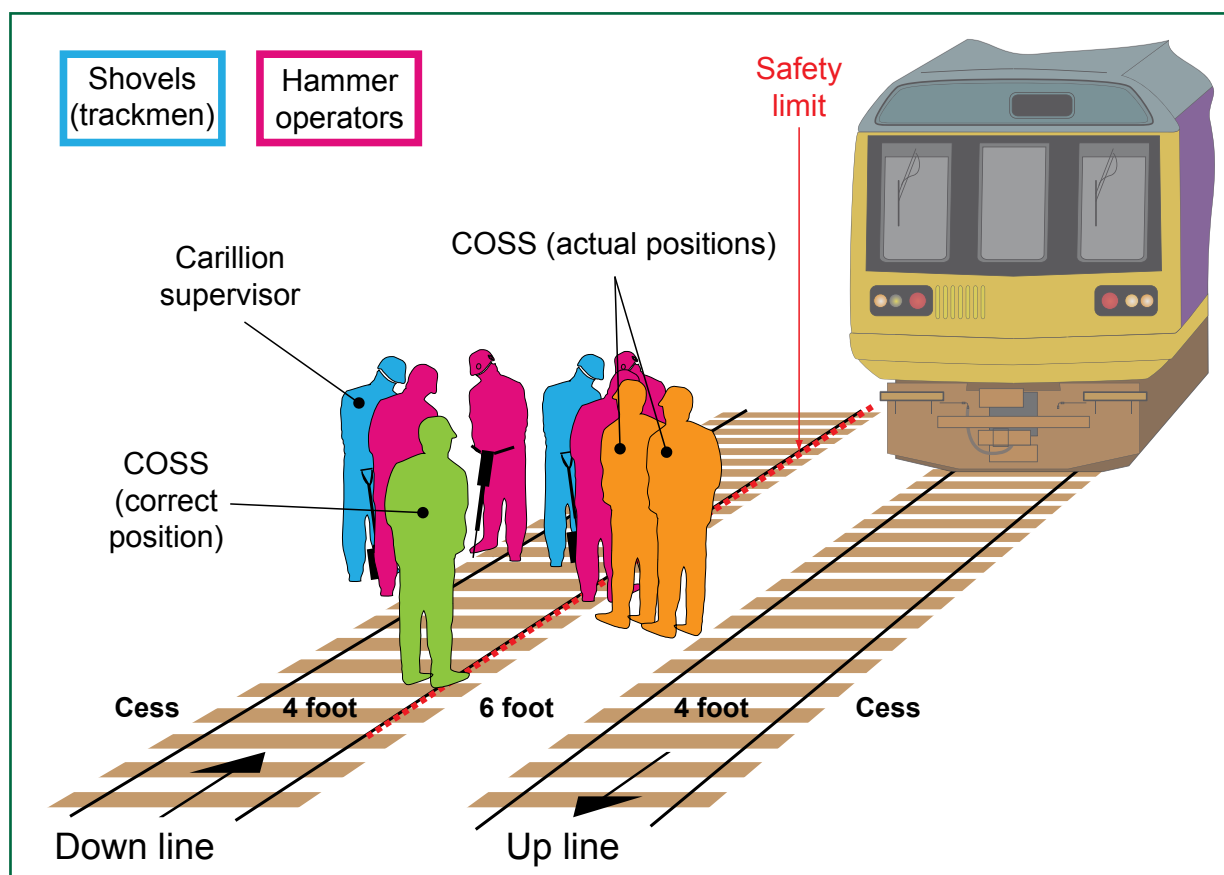 Shovels
(trackmen)
Hammer
operators
Safety
limit
COSS (actual positions)
Carillion
supervisor
COSS
(correct
position)
Cess
4 foot
6 foot
4 foot
Cess
Down line
Up line